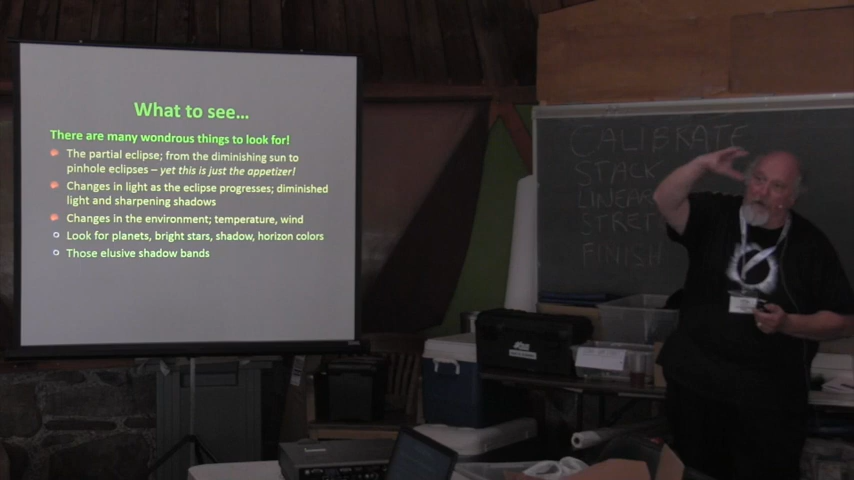 What to see...
There are many wondrous things to look for!
The partial eclipse; from the diminishing sun to
pinhole eclipses – yet this is just the appetizer!
Changes in light as the eclipse progresses; diminished
light and sharpening shadows
Changes in the environment; temperature, wind
Look for planets, bright stars, shadow, horizon colors
Those elusive shadow bands
CALIBRATE
STACK
LINEAR
STRET
FINISH